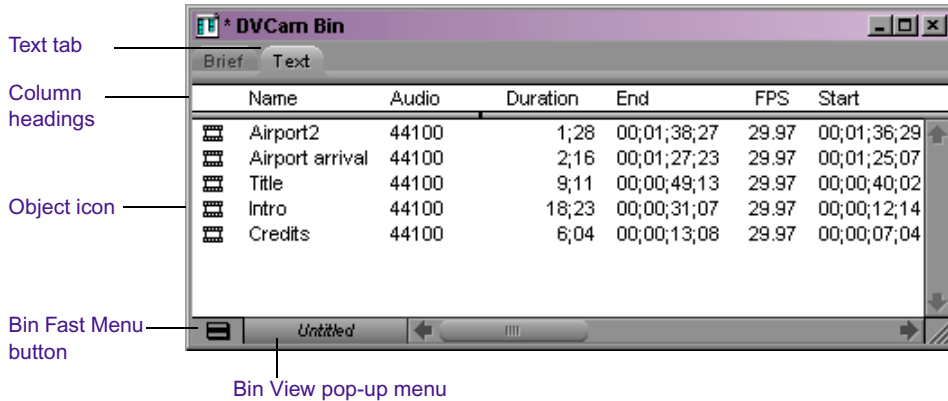 * DVCam Bin
Text tab
Brief Text
Column headings
Name Audio Duration End FPS Start
Airport2 44100 1;28 00;01;38;27 29.97 00;01;36;29
Airport arrival 44100 2;16 00;01;27;23 29.97 00;01;25;07
Title 44100 9;11 00;00;49;13 29.97 00;00;40;02
Object icon
Intro 44100 18;23 00;00;31;07 29.97 00;00;12;14
Credits 44100 6;04 00;00;13;08 29.97 00;00;07;04
Bin Fast Menu button
Untitled
Bin View pop-up menu